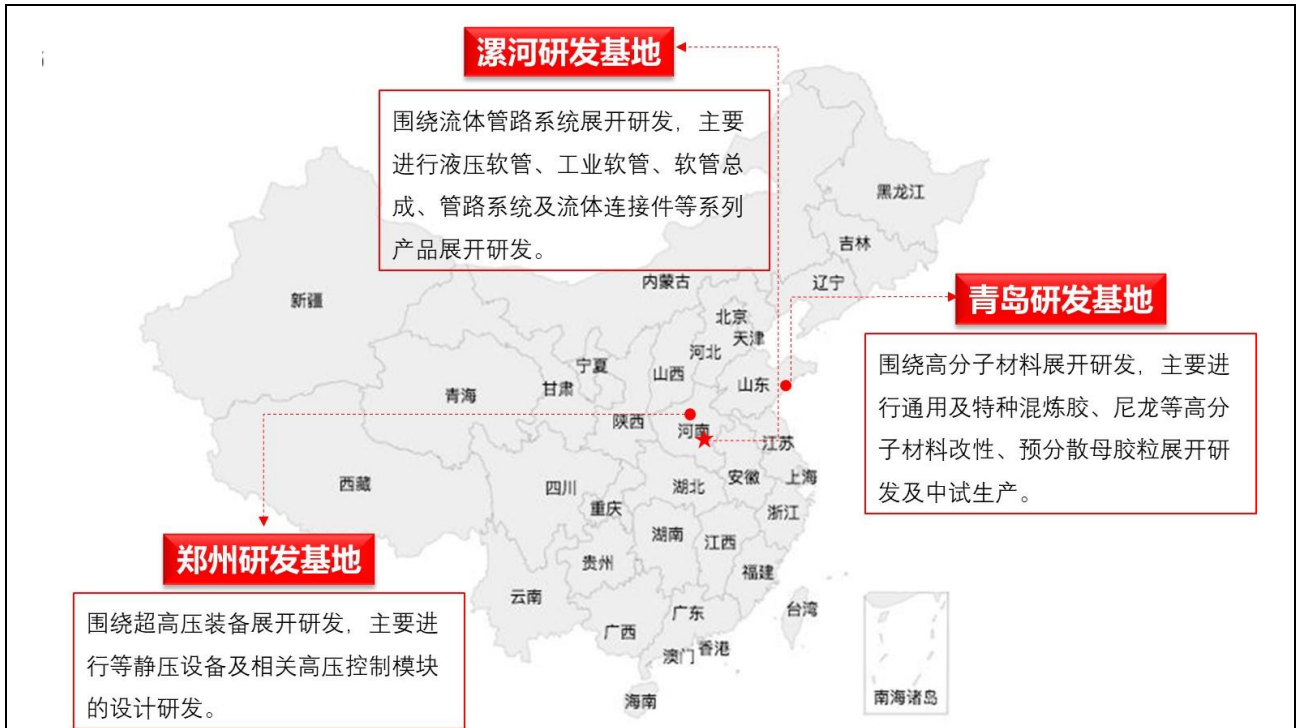 漯河研发基地
围绕流体管路系统展开研发，主要
进行液压软管、工业软管、软管总
成、管路系统及流体连接件等系列
产品展开研发。
黑龙江
吉林
辽宁
内蒙古
新疆
北京
天津
河北
山西
山东
宁夏
甘肃
青海
陕西
河南
江苏
青岛研发基地
围绕高分子材料展开研发，主要进
行通用及特种混炼胶、尼龙等高分
子材料改性、预分散母胶粒展开研
发及中试生产。
西藏
四川
重庆
湖北
安徽
上海
浙江
湖南
江西
贵州
福建
云南
广西
广东
台湾
澳门
香港
海南
南海诸岛
郑州研发基地
围绕超高压装备展开研发，主要进
行等静压设备及相关高压控制模块
的设计研发。